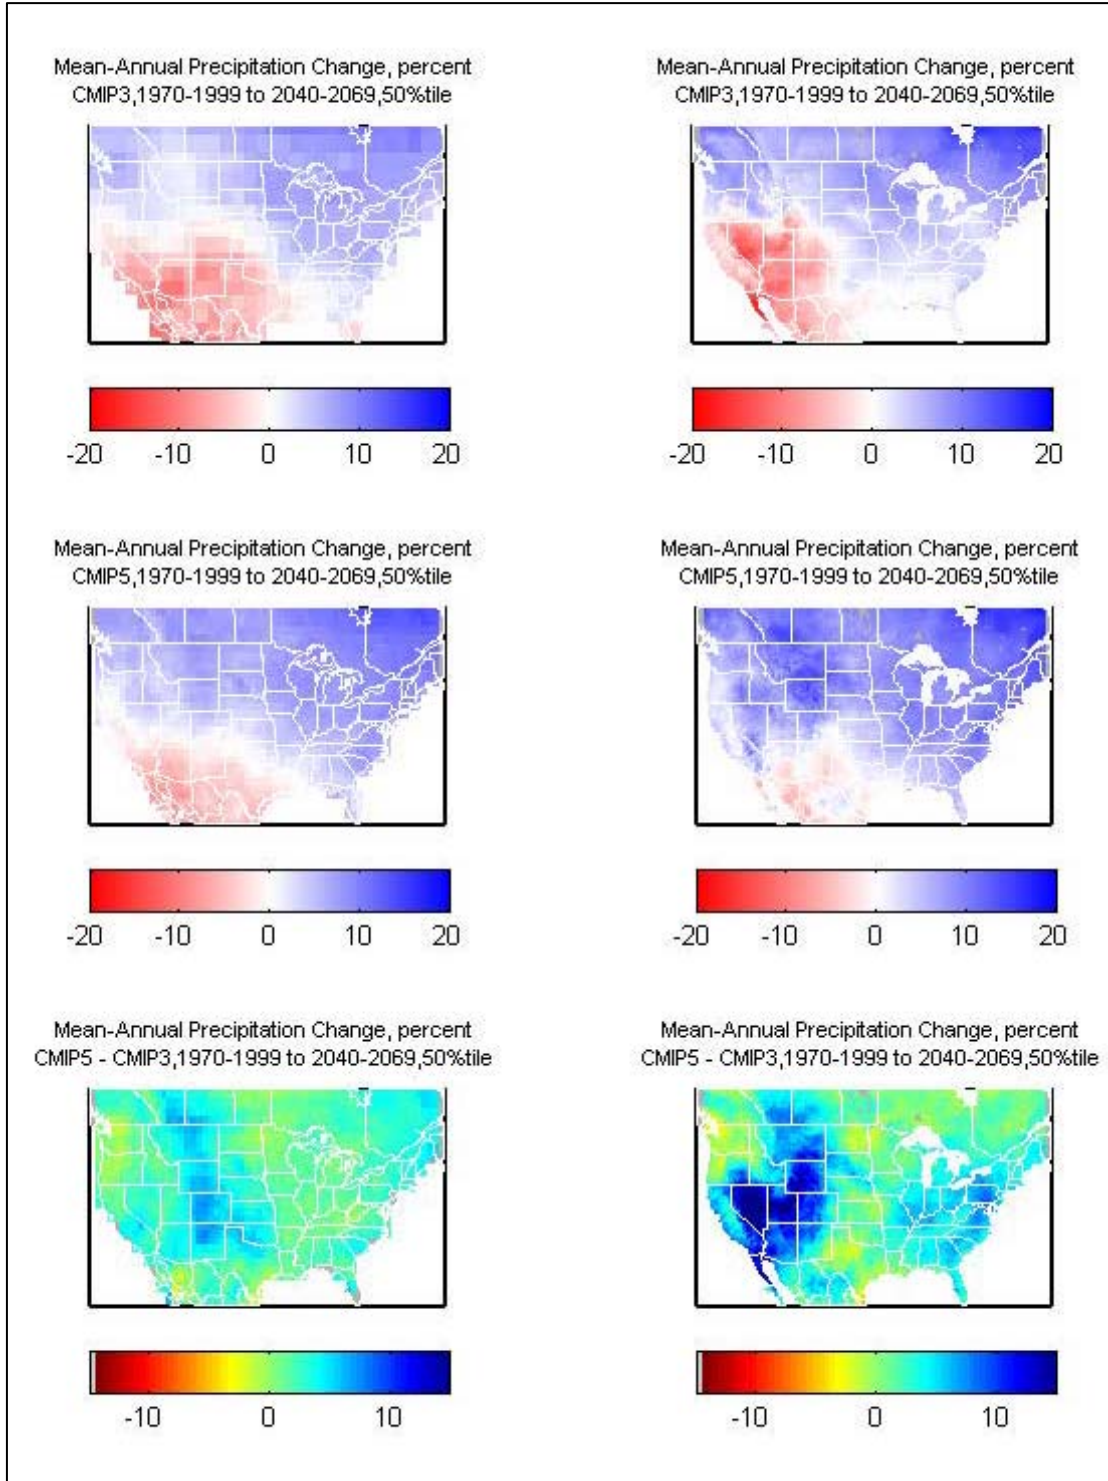 Mean-Annual Precipitation Change, percent
CMIP3,1970-1999 to 2040-2069,50%tile
-20 -10 0 10 20
Mean-Annual Precipitation Change, percent
CMIP3,1970-1999 to 2040-2069,50%tile
-20 -10 0 10 20
Mean-Annual Precipitation Change, percent
CMIP5,1970-1999 to 2040-2069,50%tile
-20 -10 0 10 20
Mean-Annual Precipitation Change, percent
CMIP5,1970-1999 to 2040-2069,50%tile
-20 -10 0 10 20
Mean-Annual Precipitation Change, percent
CMIP5 - CMIP3,1970-1999 to 2040-2069,50%tile
-10 0 10
Mean-Annual Precipitation Change, percent
CMIP5 - CMIP3,1970-1999 to 2040-2069,50%tile
-10 0 10